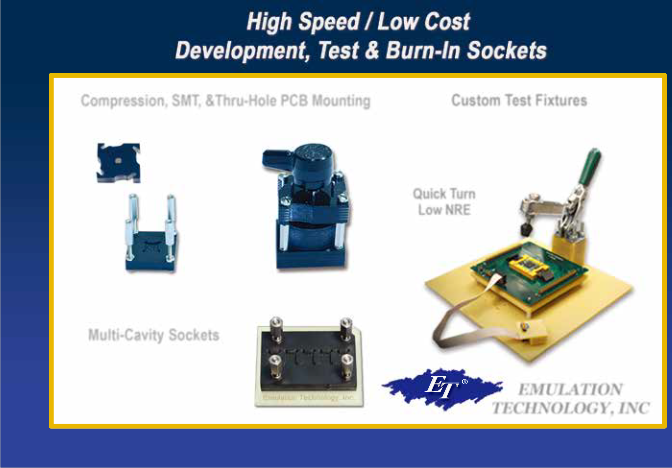 High Speed / Low Cost
Development, Test & Burn-In Sockets
Compression, SMT, &Thru-Hole PCB Mounting
Custom Test Fixtures
Quick Turn
Low NRE
Multi-Cavity Sockets
Emulation Technology, Inc.
ET®
EMULATION
TECHNOLOGY, INC